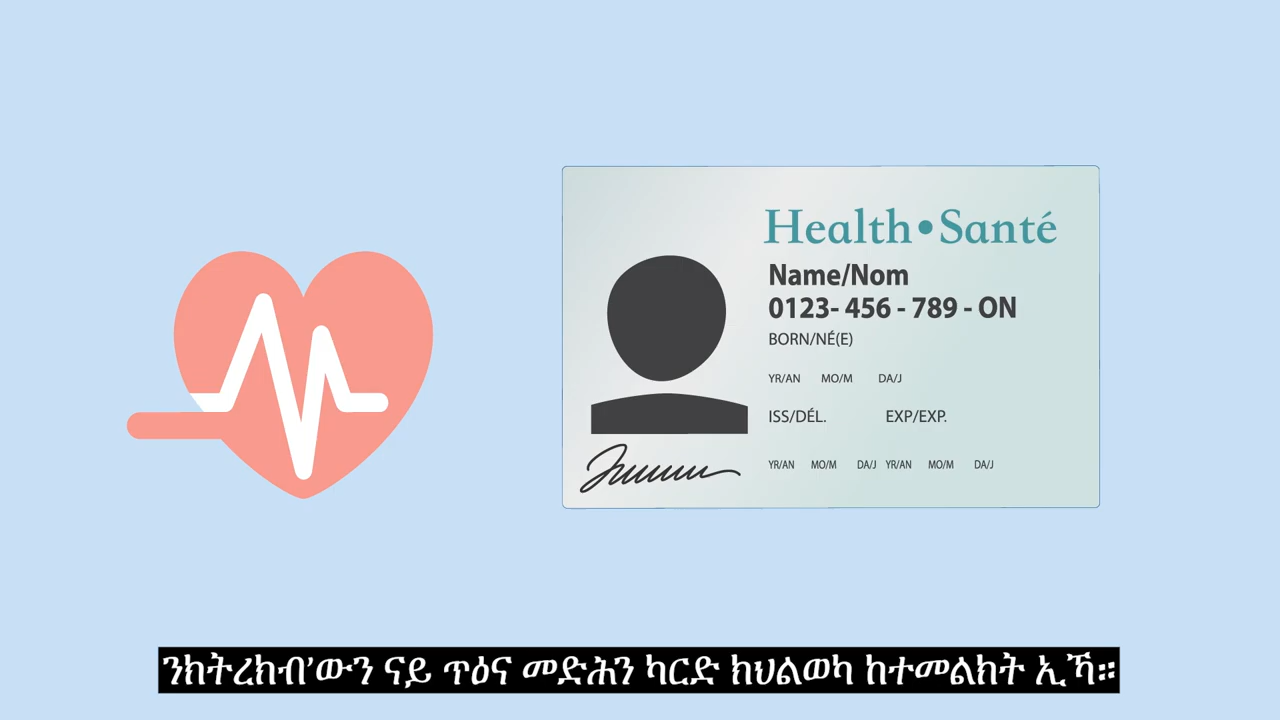 Health•Santé
Name/Nom
0123- 456 - 789 - ON
BORN/NÉ(E)
YR/AN MO/M DA/J
ISS/DÉL. EXP/EXP.
YR/AN MO/M DA/J YR/AN MO/M DA/J
ንክትረክብ’ውን ናይ ጥዕና መድሕን ካርድ ክህልወካ ከተመልክት ኢኻ።